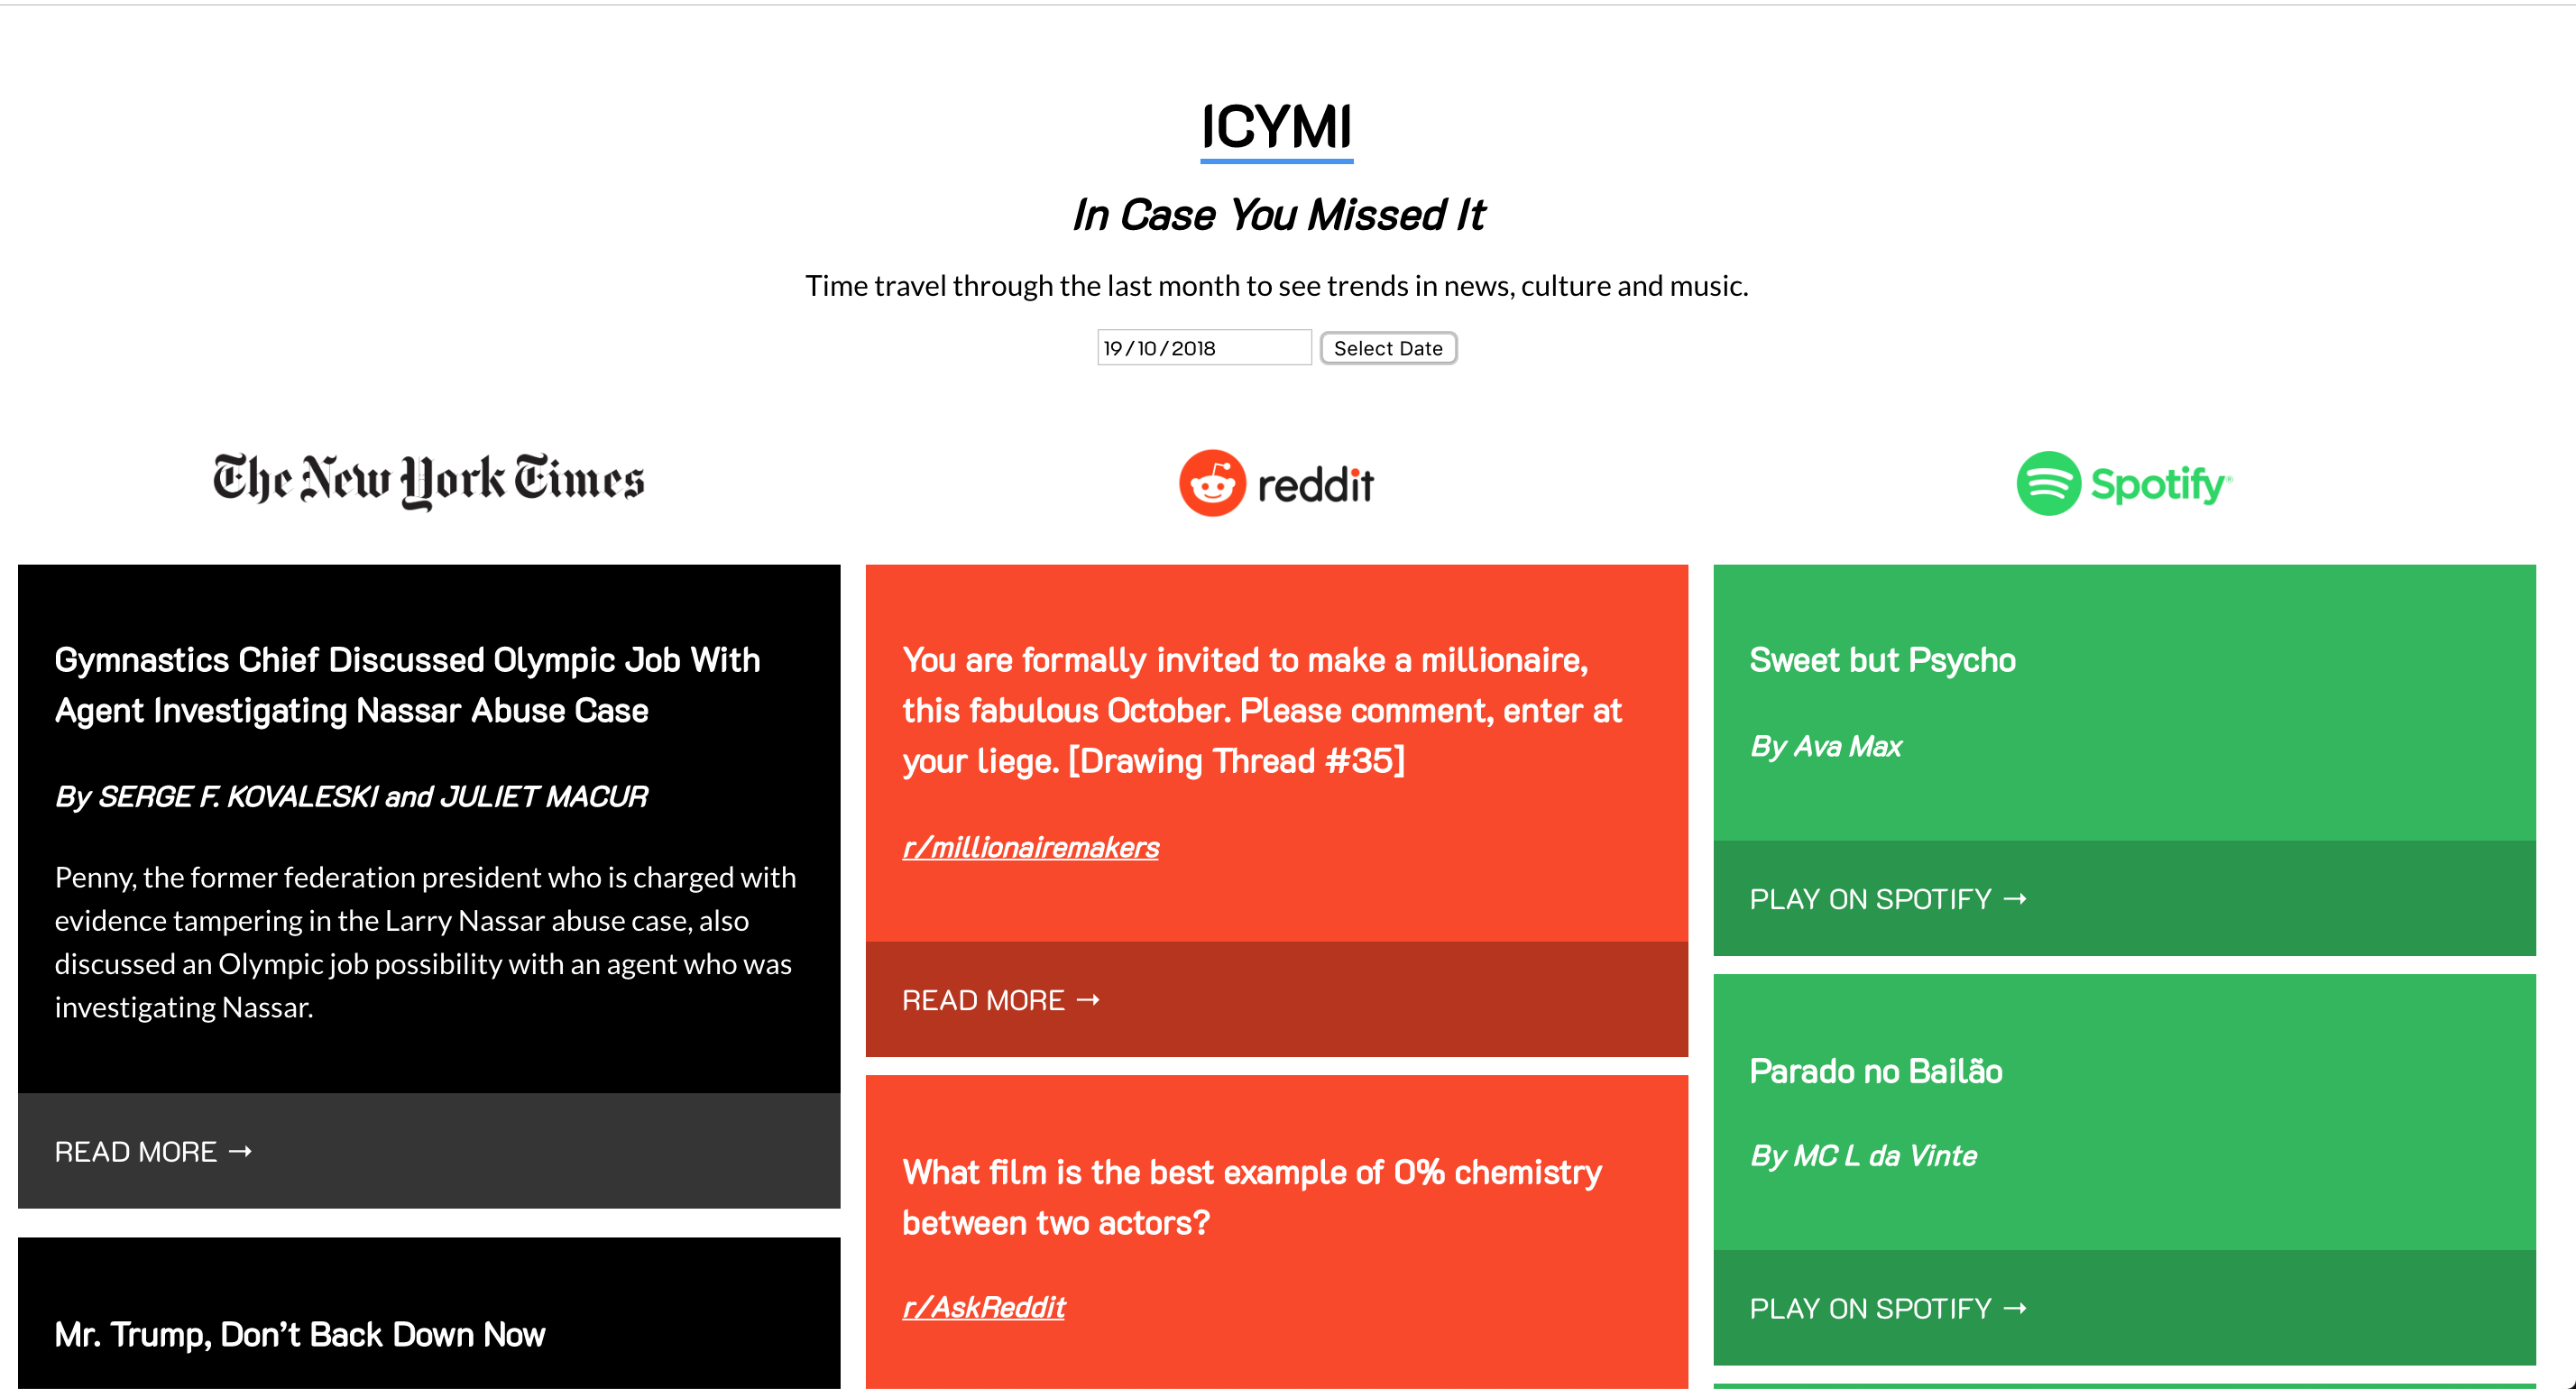 ICYMI
In Case You Missed It
Time travel through the last month to see trends in news, culture and music.
19/10/2018 Select Date
The New York Times
Gymnastics Chief Discussed Olympic Job With
Agent Investigating Nassar Abuse Case
By SERGE F. KOVALESKI and JULIET MACUR
Penny, the former federation president who is charged with
evidence tampering in the Larry Nassar abuse case, also
discussed an Olympic job possibility with an agent who was
investigating Nassar.
READ MORE →
Mr. Trump, Don’t Back Down Now
reddit
You are formally invited to make a millionaire,
this fabulous October. Please comment, enter at
your liege. [Drawing Thread #35]
r/millionairemakers
READ MORE →
What film is the best example of 0% chemistry
between two actors?
r/AskReddit
Spotify®
Sweet but Psycho
By Ava Max
PLAY ON SPOTIFY →
Parado no Bailão
By MC L da Vinte
PLAY ON SPOTIFY →